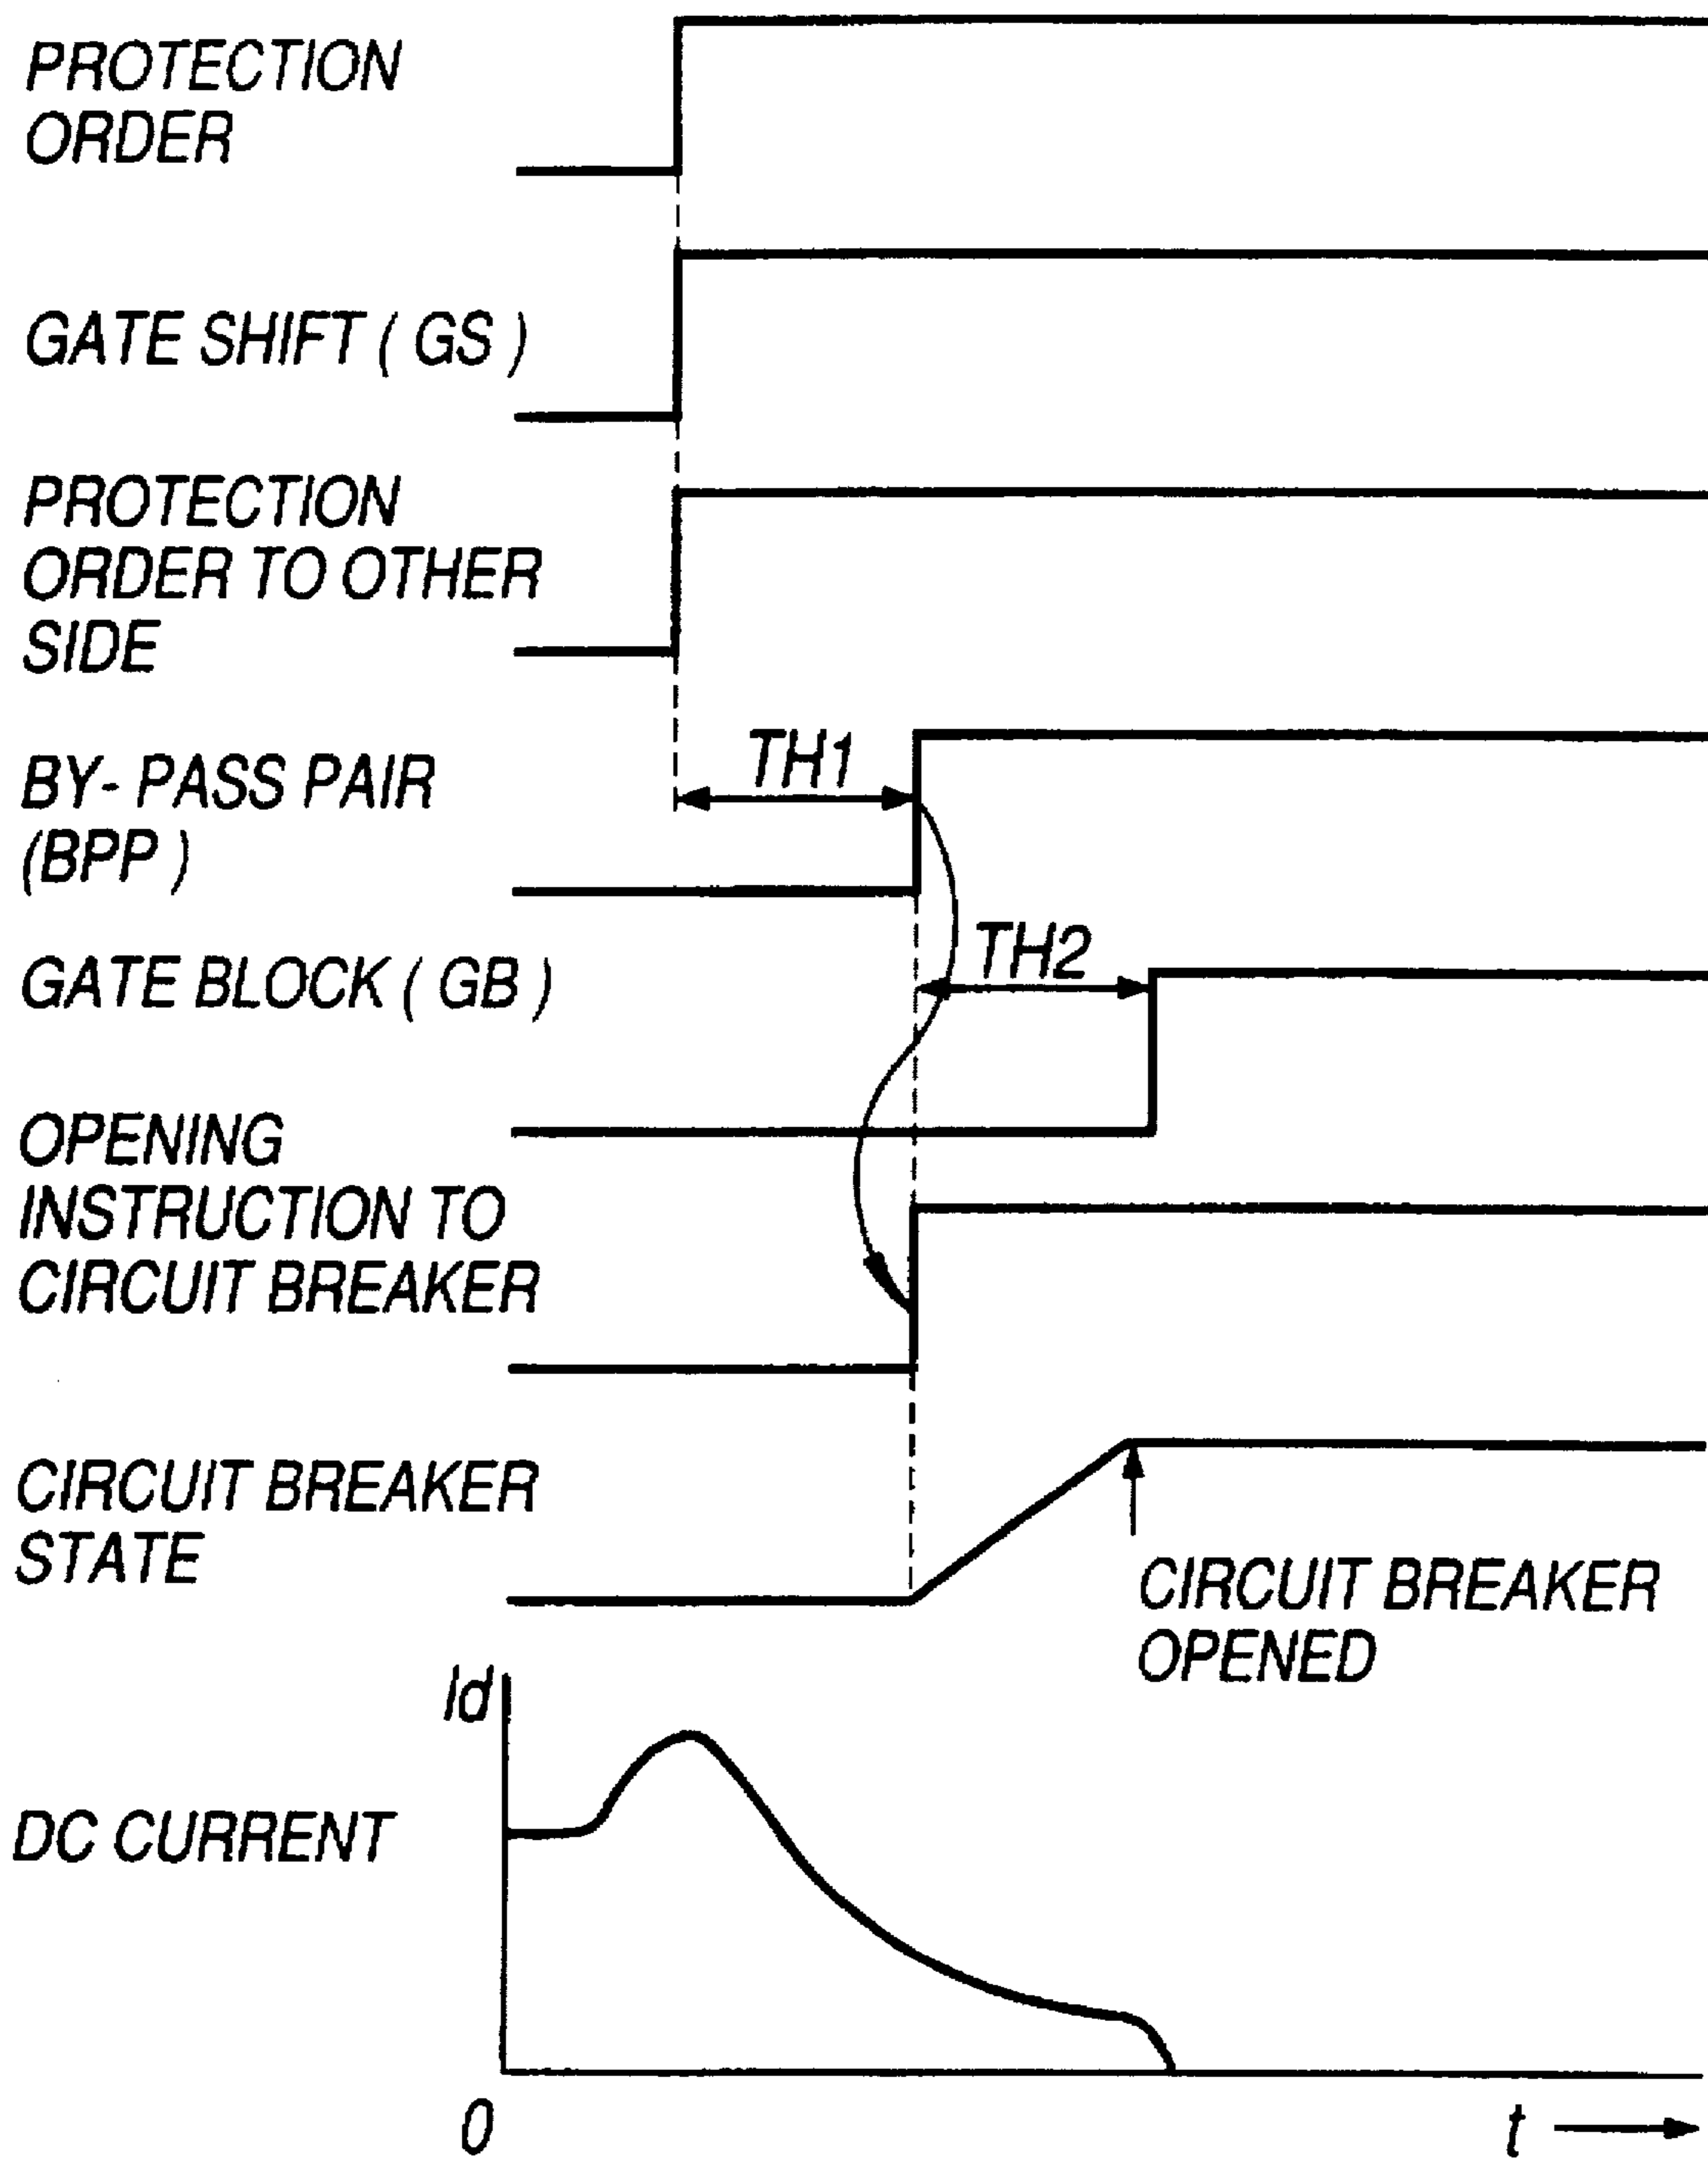 PROTECTION
ORDER
GATE SHIFT ( GS )
PROTECTION
ORDER TO OTHER
SIDE
BY- PASS PAIR
(BPP )
TH1
GATE BLOCK ( GB )
TH2
OPENING
INSTRUCTION TO
CIRCUIT BREAKER
CIRCUIT BREAKER
STATE
CIRCUIT BREAKER
OPENED
Id
DC CURRENT
0
t